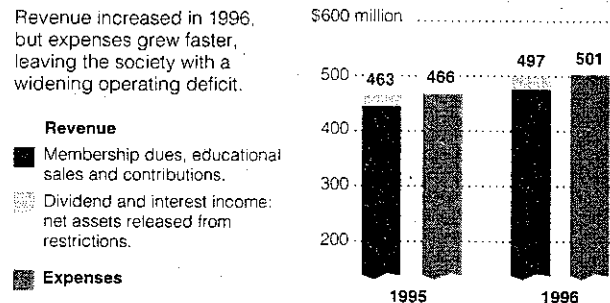 Revenue increased in 1996,
but expenses grew faster,
leaving the society with a
widening operating deficit.
Revenue
Membership dues, educational
sales and contributions.
Dividend and interest income:
net assets released from
restrictions.
Expenses
$600 million
500
400
300
200
463
466
497
501
1995
1996